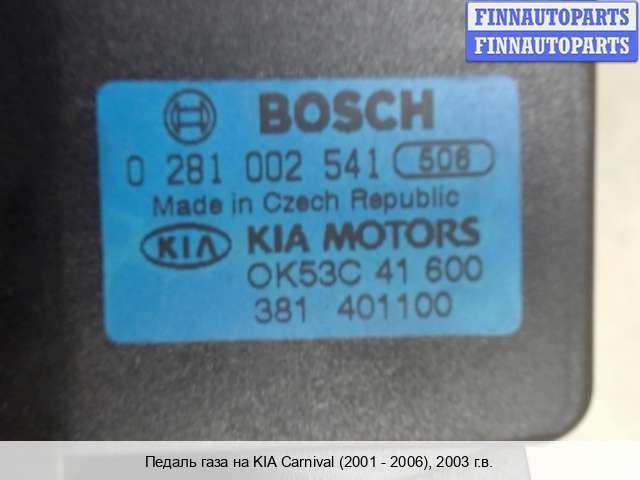 FINNAUTOPARTS
FINNAUTOPARTS
BOSCH
0 281 002 541 506
Made in Czech Republic
KIA KIA MOTORS
OK53C 41 600
381 401100
Педаль газа на KIA Carnival (2001 - 2006), 2003 г.в.